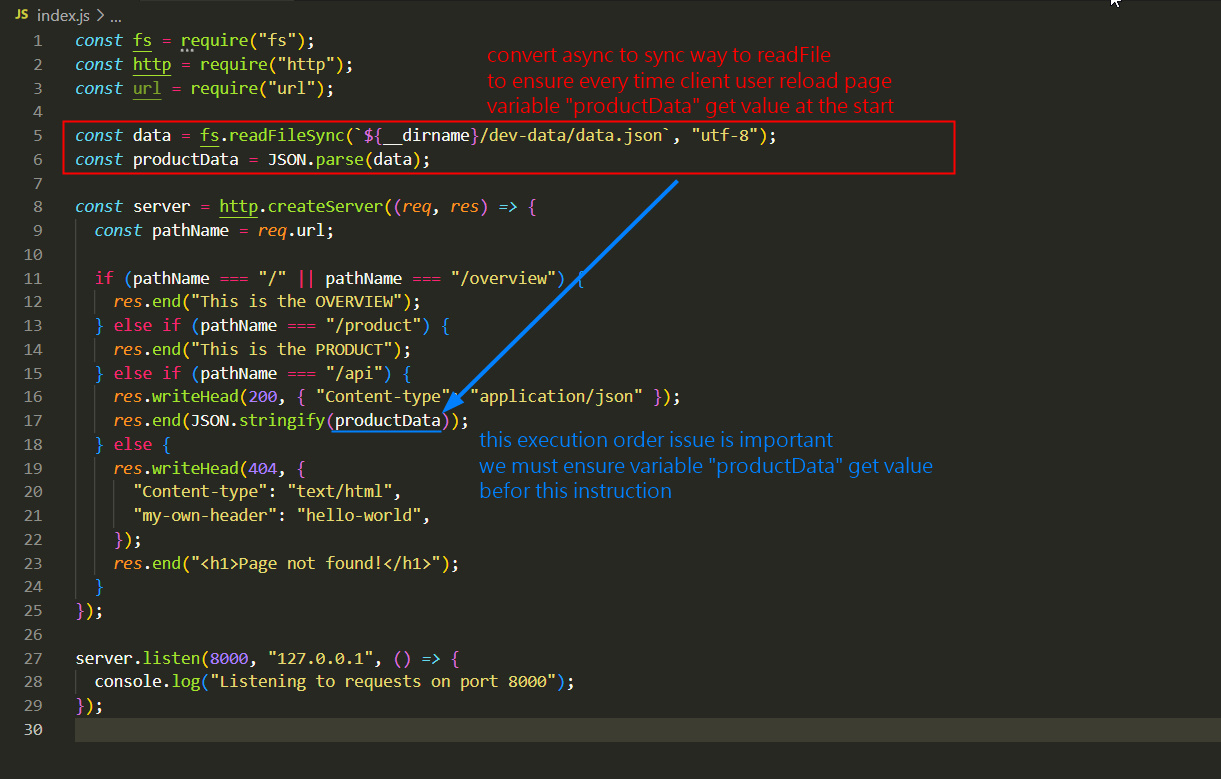 JS index.js > ...
1 const fs = require("fs");
2 const http = require("http");
3 const url = require("url");
4
convert async to sync way to readFile
to ensure every time client user reload page
variable "productData" get value at the start
5 const data = fs.readFileSync(`${__dirname}/dev-data/data.json`, "utf-8");
6 const productData = JSON.parse(data);
7
8 const server = http.createServer((req, res) => {
9 const pathName = req.url;
10
11 if (pathName === "/" || pathName === "/overview") {
12 res.end("This is the OVERVIEW");
13 } else if (pathName === "/product") {
14 res.end("This is the PRODUCT");
15 } else if (pathName === "/api") {
16 res.writeHead(200, { "Content-type": "application/json" });
17 res.end(JSON.stringify(productData));
18 } else {
this execution order issue is important
we must ensure variable "productData" get value
befor this instruction
19 res.writeHead(404, {
20 "Content-type": "text/html",
21 "my-own-header": "hello-world",
22 });
23 res.end("<h1>Page not found!</h1>");
24 }
25 });
26
27 server.listen(8000, "127.0.0.1", () => {
28 console.log("Listening to requests on port 8000");
29 });
30